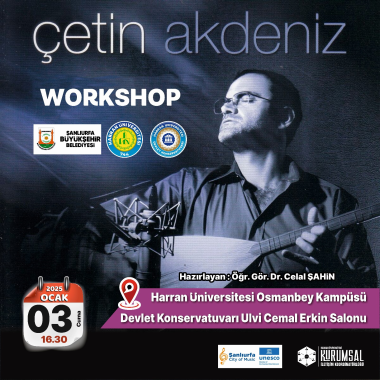 çetin akdeniz
WORKSHOP
ŞANLIURFA
BÜYÜKŞEHİR
BELEDİYESİ
Hazırlayan : Öğr. Gör. Dr. Celal ŞAHİN
2025
OCAK
03
Cuma
16.30
Harran Üniversitesi Osmanbey Kampüsü
Devlet Konservatuvarı Ulvi Cemal Erkin Salonu
Sanlıurfa
City of Music
unesco
KURUMSAL